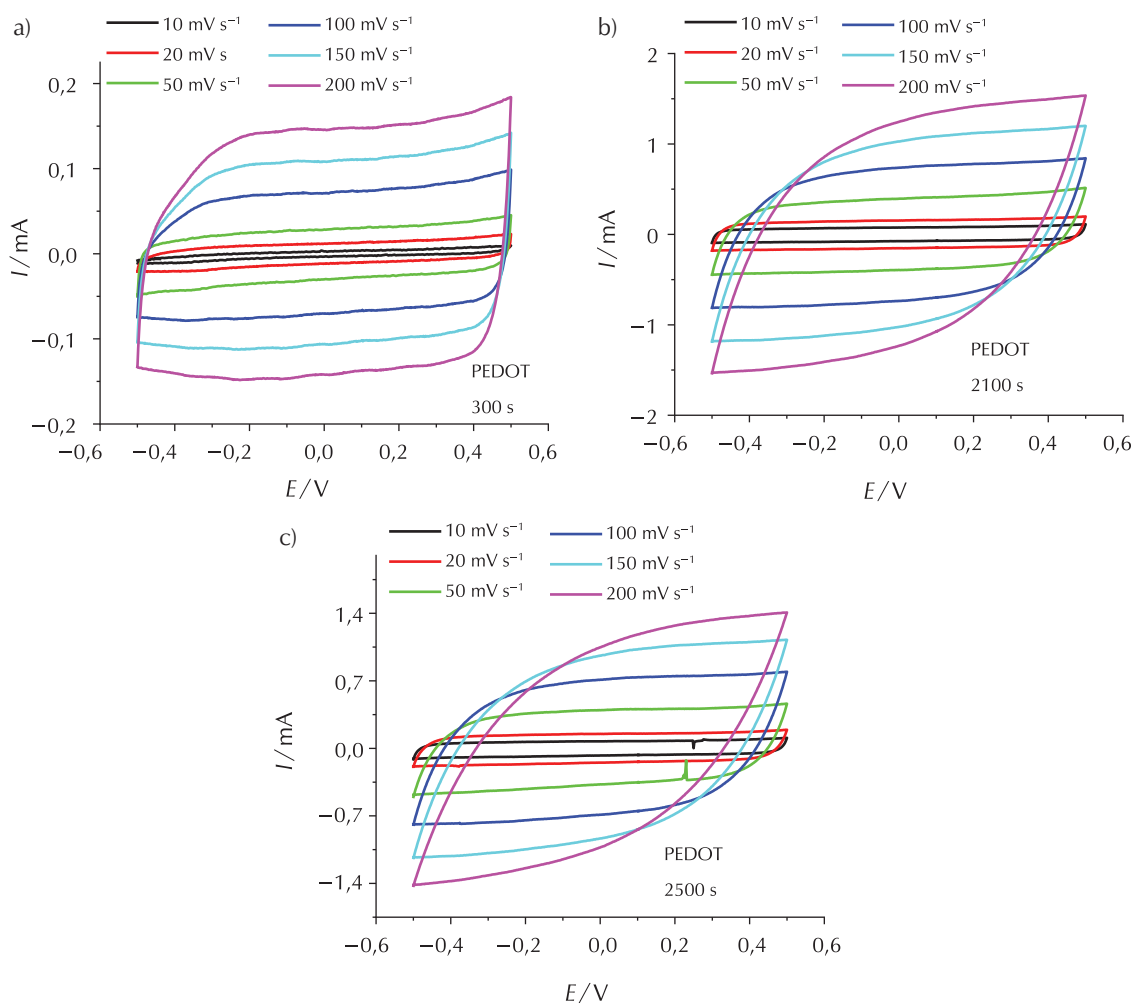 a)
10 mV s⁻¹ 100 mV s⁻¹
20 mV s 150 mV s⁻¹
50 mV s⁻¹ 200 mV s⁻¹
0,2
0,1
0,0
−0,1
−0,2
I / mA
PEDOT
300 s
−0,6 −0,4 −0,2 0,0 0,2 0,4 0,6
E / V
b)
10 mV s⁻¹ 100 mV s⁻¹
20 mV s⁻¹ 150 mV s⁻¹
50 mV s⁻¹ 200 mV s⁻¹
2
1
0
−1
−2
I / mA
PEDOT
2100 s
−0,6 −0,4 −0,2 0,0 0,2 0,4 0,6
E / V
c)
10 mV s⁻¹ 100 mV s⁻¹
20 mV s⁻¹ 150 mV s⁻¹
50 mV s⁻¹ 200 mV s⁻¹
1,4
0,7
0,0
−0,7
−1,4
I / mA
PEDOT
2500 s
−0,6 −0,4 −0,2 0,0 0,2 0,4 0,6
E / V